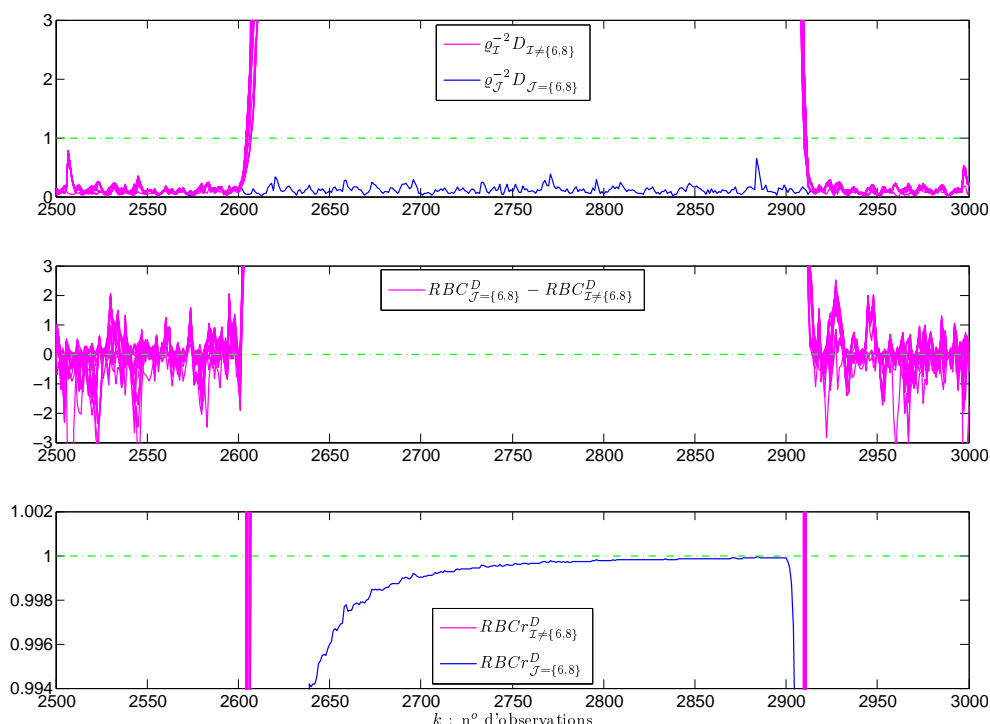 3
2
1
0
2500 2550 2600 2650 2700 2750 2800 2850 2900 2950 3000
ϱ_ℐ^{-2} D_{ℐ≠{6,8}}
ϱ_𝒥^{-2} D_{𝒥={6,8}}
3
2
1
0
−1
−2
−3
2500 2550 2600 2650 2700 2750 2800 2850 2900 2950 3000
RBC^D_{𝒥={6,8}} − RBC^D_{ℐ≠{6,8}}
1.002
1
0.998
0.996
0.994
2500 2550 2600 2650 2700 2750 2800 2850 2900 2950 3000
RBCr^D_{ℐ≠{6,8}}
RBCr^D_{𝒥={6,8}}
k : nº d'observations